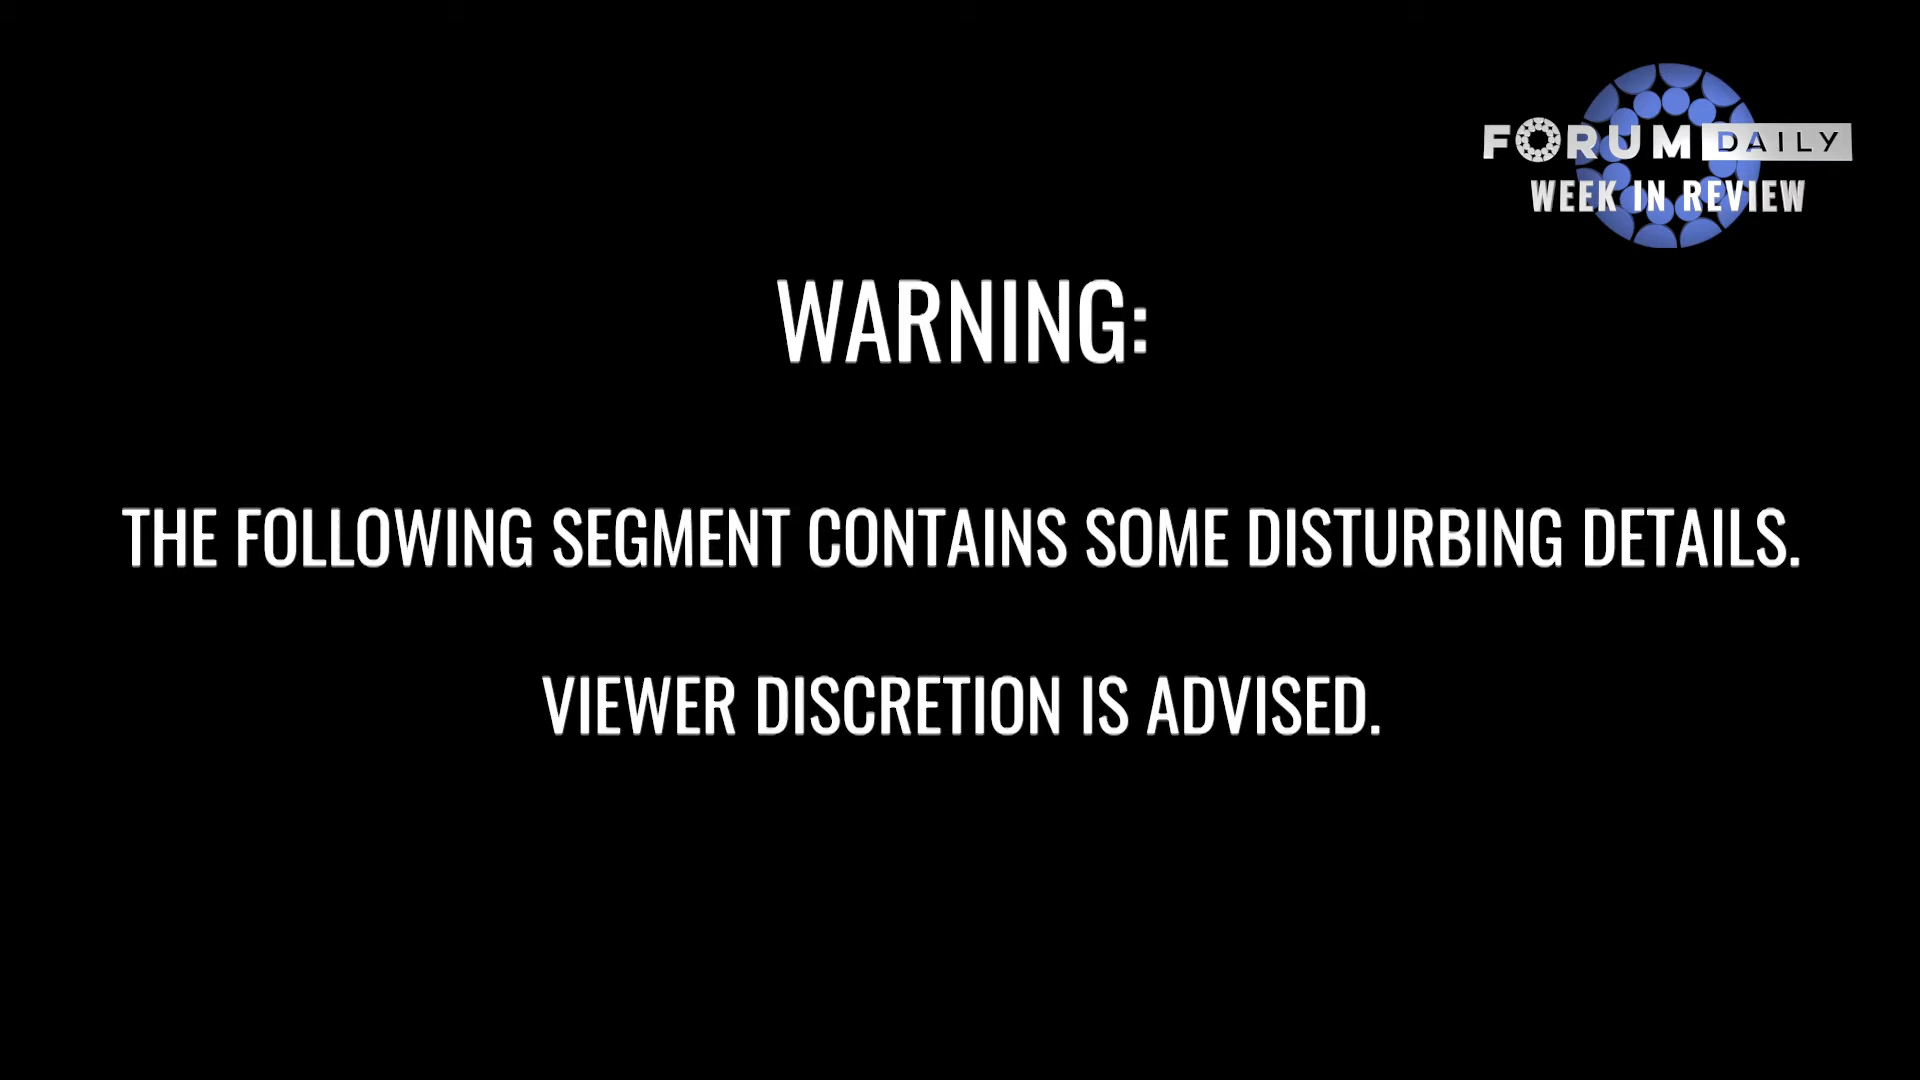 FORUM DAILY
WEEK IN REVIEW
WARNING:
THE FOLLOWING SEGMENT CONTAINS SOME DISTURBING DETAILS.
VIEWER DISCRETION IS ADVISED.